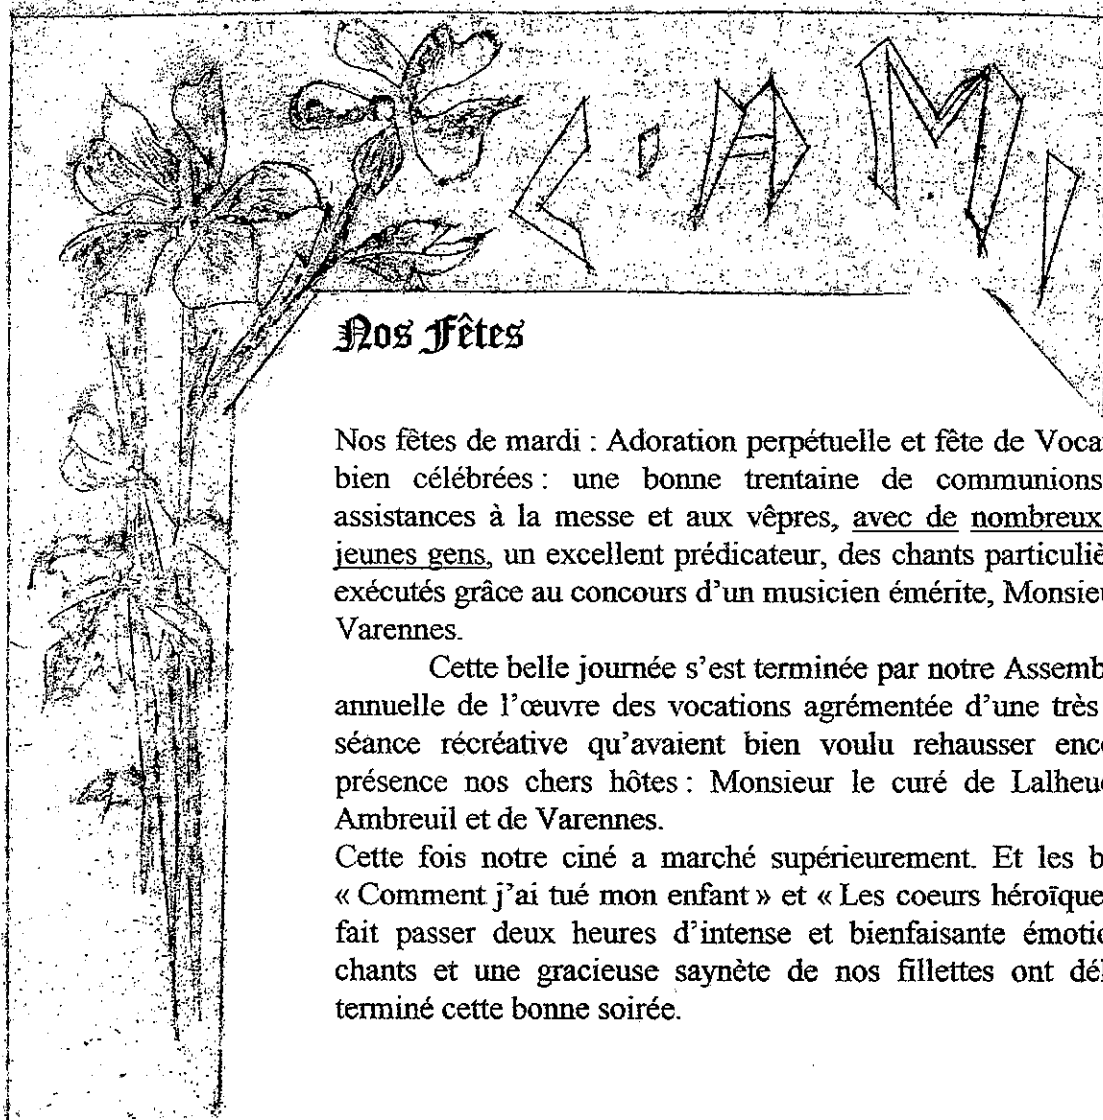 L'AMI
Nos Fêtes
Nos fêtes de mardi : Adoration perpétuelle et fête de Voca
bien célébrées : une bonne trentaine de communions
assistances à la messe et aux vêpres, avec de nombreux
jeunes gens, un excellent prédicateur, des chants particuliè
exécutés grâce au concours d'un musicien émérite, Monsieu
Varennes.
Cette belle journée s'est terminée par notre Assemb
annuelle de l'œuvre des vocations agrémentée d'une très
séance récréative qu'avaient bien voulu rehausser enc
présence nos chers hôtes : Monsieur le curé de Lalheu
Ambreuil et de Varennes.
Cette fois notre ciné a marché supérieurement. Et les b
« Comment j'ai tué mon enfant » et « Les coeurs héroïque
fait passer deux heures d'intense et bienfaisante émoti
chants et une gracieuse saynète de nos fillettes ont dél
terminé cette bonne soirée.